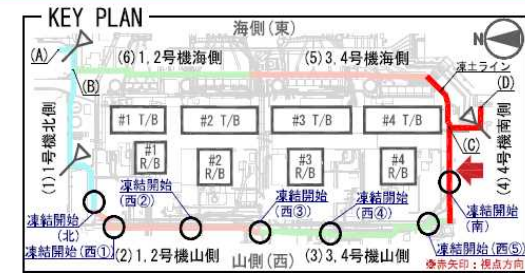 KEY PLAN
海側(東)
N
(A)
(6)1,2号機海側
(5)3,4号機海側
凍土ライン
(B)
(D)
#1 T/B
#2 T/B
#3 T/B
#4 T/B
(1)1号機北側
#1
R/B
#2
R/B
#3
R/B
#4
R/B
(C)
(4)4号機南側
凍結開始
(西②)
凍結開始
(西③)
凍結開始
(西④)
凍結開始
(南)
凍結開始
(北)
凍結開始(西①)
(2)1,2号機山側
山側(西)
(3)3,4号機山側
凍結開始(西⑤)
※赤矢印:視点方向